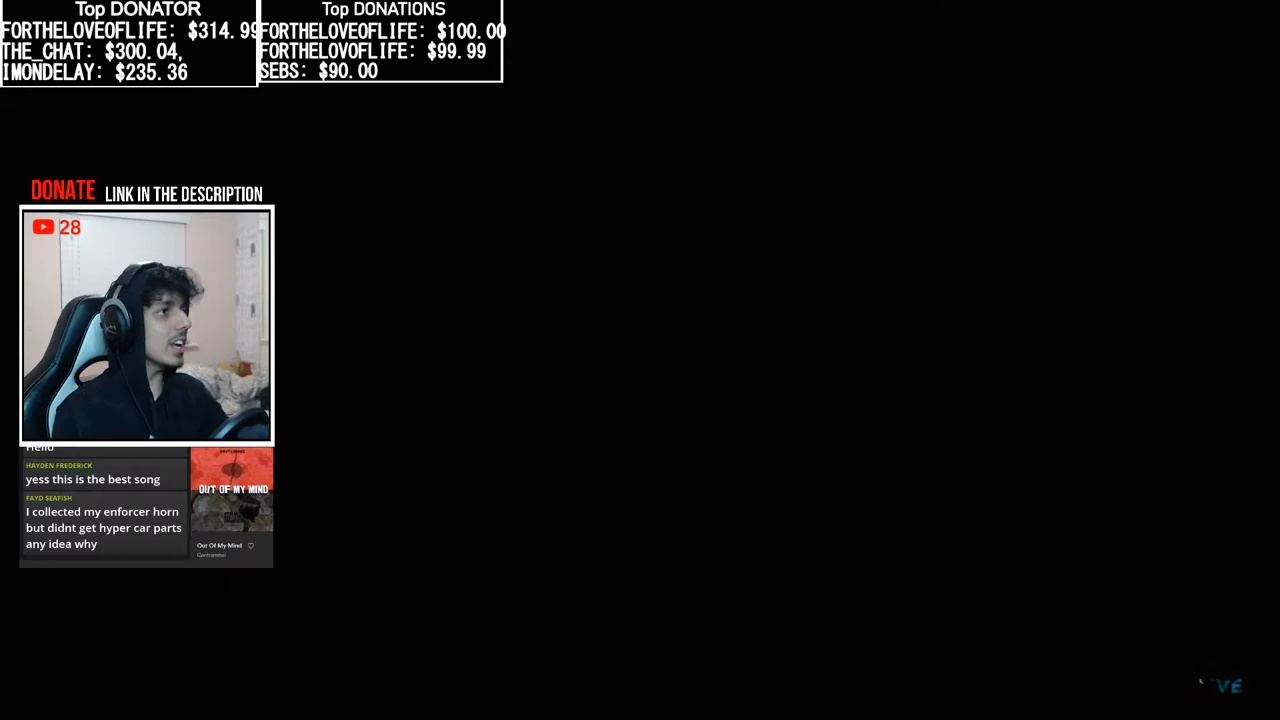 Top DONATOR
FORTHELOVEOFLIFE: $314.99
THE_CHAT: $300.04,
IMONDELAY: $235.36
Top DONATIONS
FORTHELOVEOFLIFE: $100.00
FORTHELOVOFLIFE: $99.99
SEBS: $90.00
DONATE LINK IN THE DESCRIPTION
28
Hello
HAYDEN FREDERICK
yess this is the best song
FAYD SEAFISH
I collected my enforcer horn
but didnt get hyper car parts
any idea why
OUT OF MY MIND
Out Of My Mind
VE